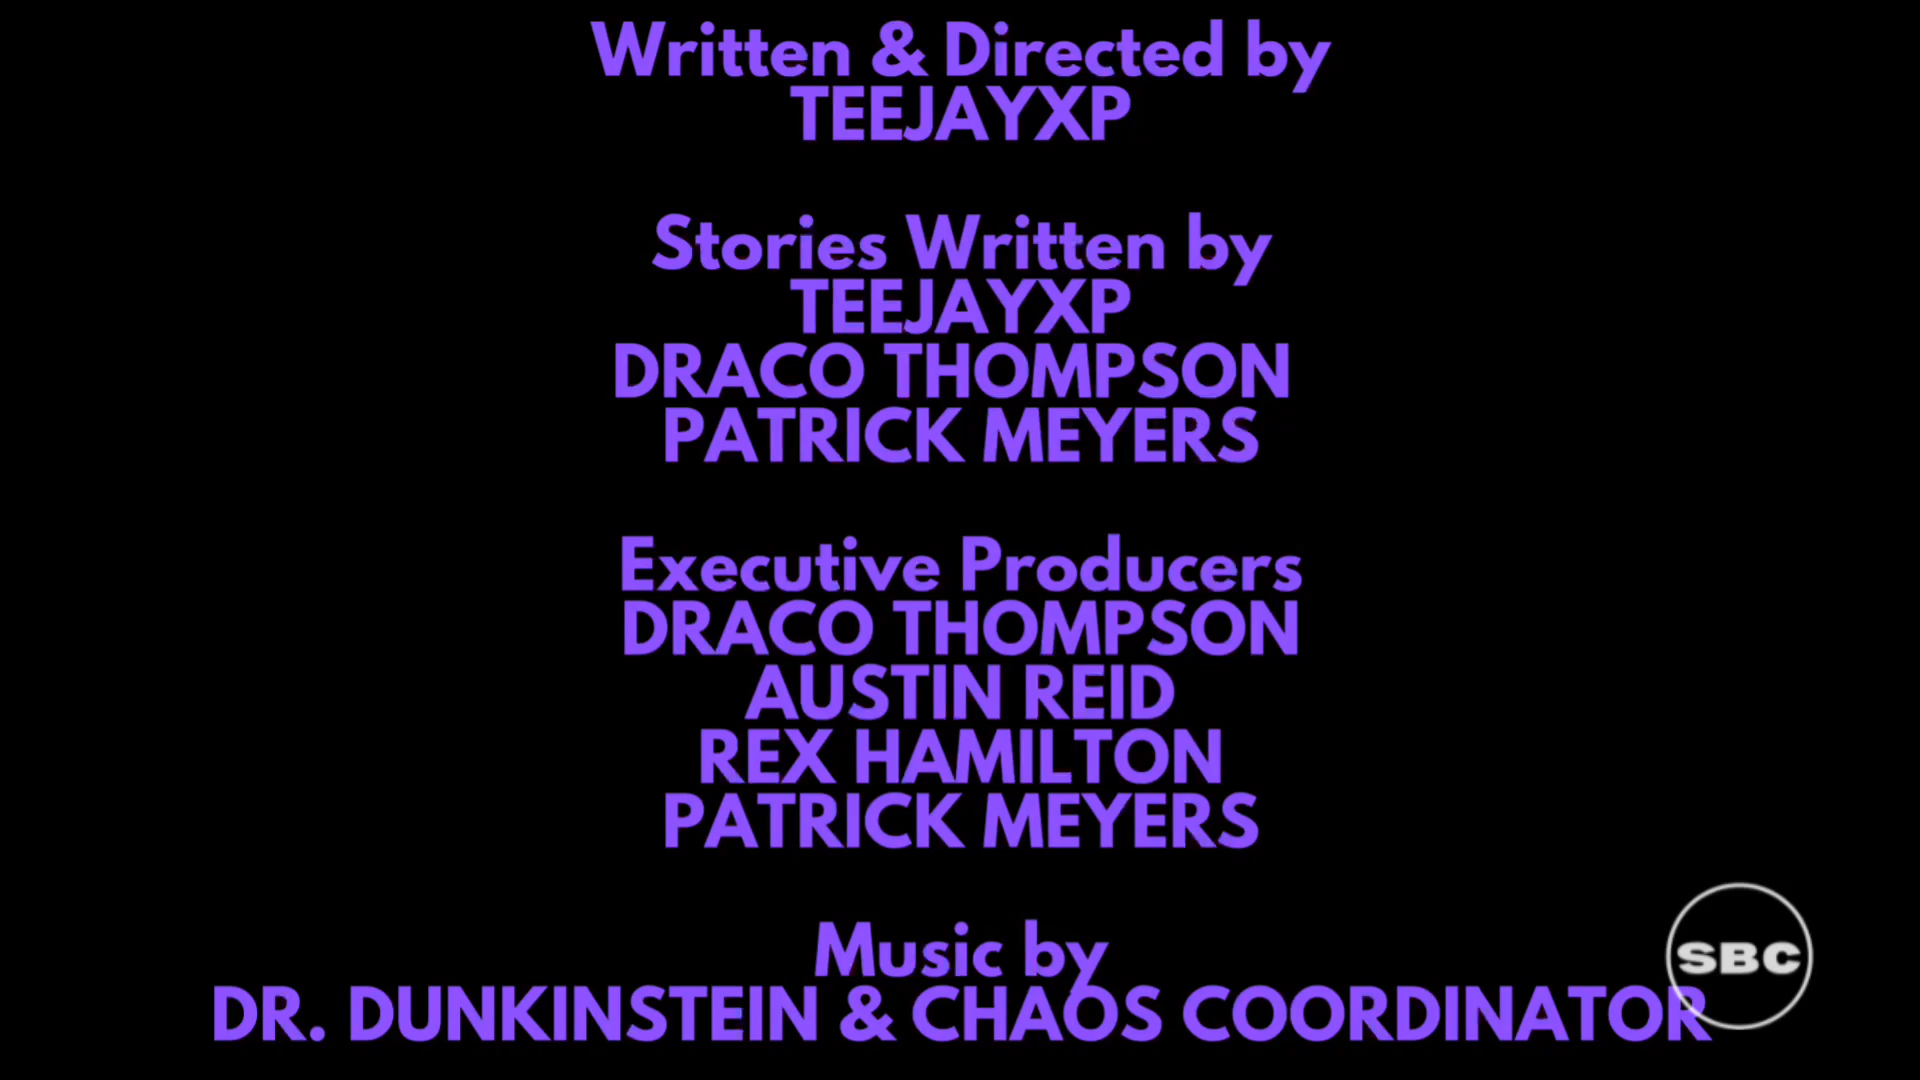 Written & Directed by
TEEJAYXP
Stories Written by
TEEJAYXP
DRACO THOMPSON
PATRICK MEYERS
Executive Producers
DRACO THOMPSON
AUSTIN REID
REX HAMILTON
PATRICK MEYERS
Music by
DR. DUNKINSTEIN & CHAOS COORDINATOR
SBC